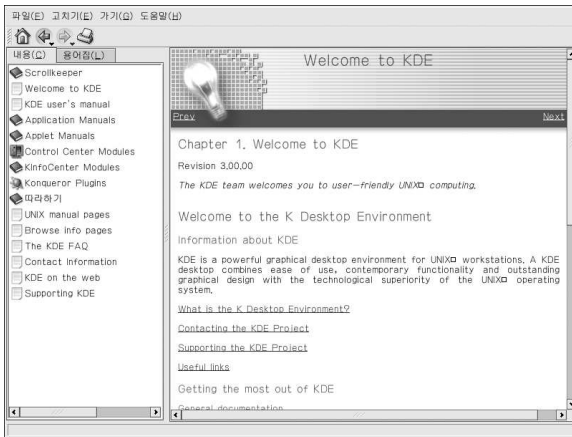 파일(F) 고치기(E) 가기(G) 도움말(H)
내용(C) 용어집(L)
Scrollkeeper
Welcome to KDE
KDE user's manual
Application Manuals
Applet Manuals
Control Center Modules
KInfoCenter Modules
Konqueror Plugins
따라하기
UNIX manual pages
Browse info pages
The KDE FAQ
Contact Information
KDE on the web
Supporting KDE
Welcome to KDE
Prev Next
Chapter 1. Welcome to KDE
Revision 3.00.00
The KDE team welcomes you to user-friendly UNIX□ computing.
Welcome to the K Desktop Environment
Information about KDE
KDE is a powerful graphical desktop environment for UNIX□ workstations. A KDE
desktop combines ease of use, contemporary functionality and outstanding
graphical design with the technological superiority of the UNIX□ operating
system.
What is the K Desktop Environment?
Contacting the KDE Project
Supporting the KDE Project
Useful links
Getting the most out of KDE
General documentation